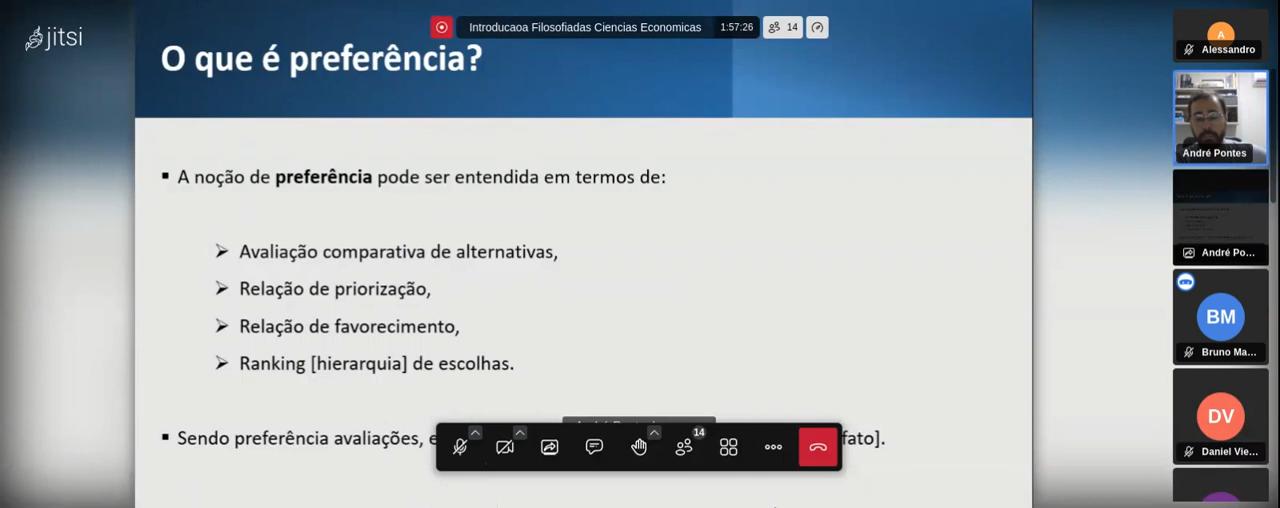 jitsi
Introducaoa Filosofiadas Ciencias Economicas 1:57:26 14
O que é preferência?
A noção de preferência pode ser entendida em termos de:
Avaliação comparativa de alternativas,
Relação de priorização,
Relação de favorecimento,
Ranking [hierarquia] de escolhas.
Sendo preferência avaliações, fato].
14
A
Alessandro
André Pontes
André Po...
BM
Bruno Ma...
DV
Daniel Vie...